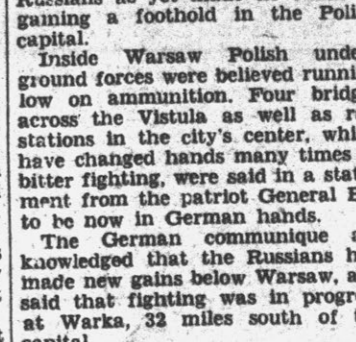 Russians as yet
gaining a foothold in the Poli
capital.
Inside Warsaw Polish unde
ground forces were believed runni
low on ammunition. Four bridg
across the Vistula as well as r
stations in the city's center, whi
have changed hands many times
bitter fighting, were said in a stat
ment from the patriot General B
to be now in German hands.
The German communique a
knowledged that the Russians h
made new gains below Warsaw, a
said that fighting was in progr
at Warka, 32 miles south of t
capital.